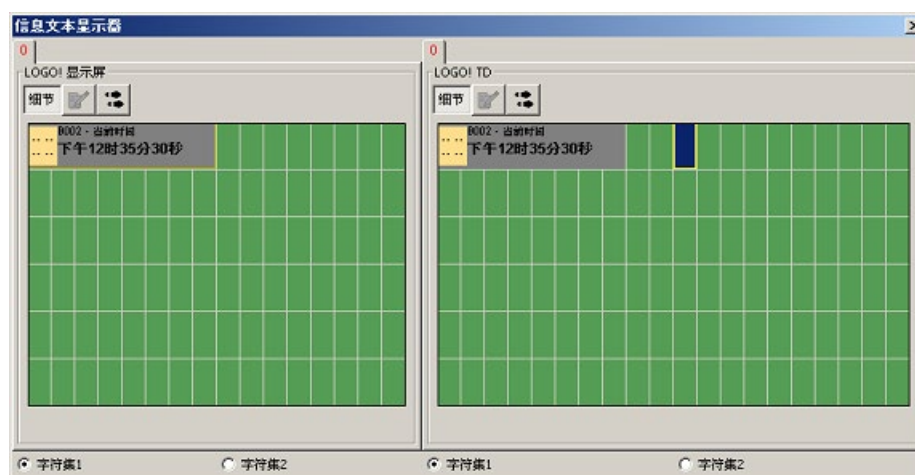 信息文本显示器
0
LOGO! 显示屏
细节
B002 - 当前时间
下午12时35分30秒
0
LOGO! TD
细节
B002 - 当前时间
下午12时35分30秒
字符集1
字符集2
字符集1
字符集2